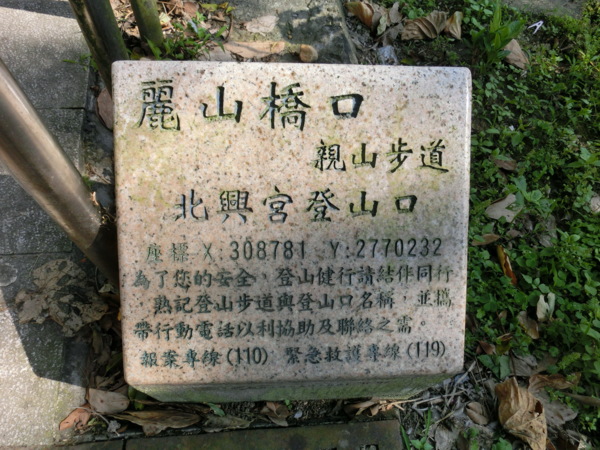 麗山橋口
親山步道
北興宮登山口
座標 X:308781 Y:2770232
為了您的安全，登山健行請結伴同行
熟記登山步道與登山口名稱，並攜
帶行動電話以利協助及聯絡之需。
報案專線(110) 緊急救護專線(119)